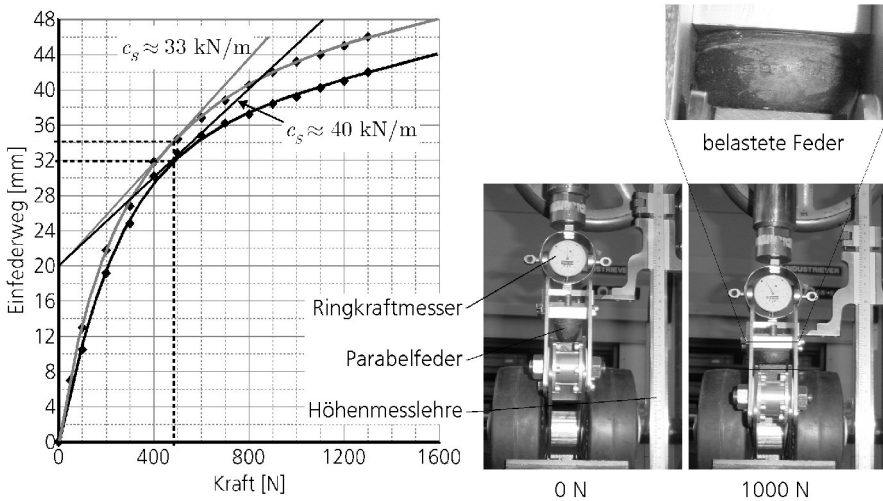 48
44
40
36
32
28
24
20
16
12
8
4
0
Einfederweg [mm]
0 400 800 1200 1600
Kraft [N]
c_s ≈ 33 kN/m
c_s ≈ 40 kN/m
belastete Feder
Ringkraftmesser
Parabelfeder
Höhenmesslehre
INDUSTRIEVER
0 N
1000 N